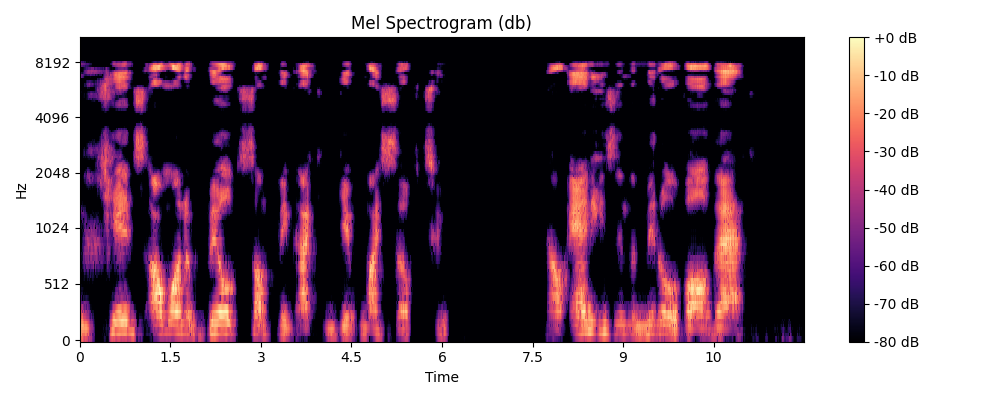 Mel Spectrogram (db)
Hz
8192
4096
2048
1024
512
0
0 1.5 3 4.5 6 7.5 9 10
Time
+0 dB
-10 dB
-20 dB
-30 dB
-40 dB
-50 dB
-60 dB
-70 dB
-80 dB